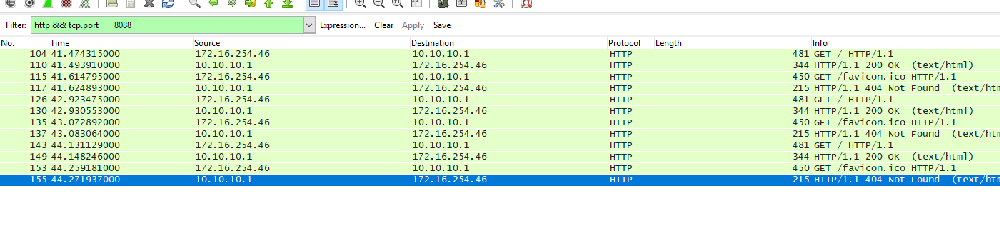 Filter: http && tcp.port == 8088 Expression... Clear Apply Save
No. Time Source Destination Protocol Length Info
104 41.474315000 172.16.254.46 10.10.10.1 HTTP 481 GET / HTTP/1.1
110 41.493910000 10.10.10.1 172.16.254.46 HTTP 344 HTTP/1.1 200 OK (text/html)
115 41.614795000 172.16.254.46 10.10.10.1 HTTP 450 GET /favicon.ico HTTP/1.1
117 41.624893000 10.10.10.1 172.16.254.46 HTTP 215 HTTP/1.1 404 Not Found (text/htm
126 42.923475000 172.16.254.46 10.10.10.1 HTTP 481 GET / HTTP/1.1
130 42.930553000 10.10.10.1 172.16.254.46 HTTP 344 HTTP/1.1 200 OK (text/html)
135 43.072892000 172.16.254.46 10.10.10.1 HTTP 450 GET /favicon.ico HTTP/1.1
137 43.083064000 10.10.10.1 172.16.254.46 HTTP 215 HTTP/1.1 404 Not Found (text/htm
143 44.131129000 172.16.254.46 10.10.10.1 HTTP 481 GET / HTTP/1.1
149 44.148246000 10.10.10.1 172.16.254.46 HTTP 344 HTTP/1.1 200 OK (text/html)
153 44.259181000 172.16.254.46 10.10.10.1 HTTP 450 GET /favicon.ico HTTP/1.1
155 44.271937000 10.10.10.1 172.16.254.46 HTTP 215 HTTP/1.1 404 Not Found (text/htm